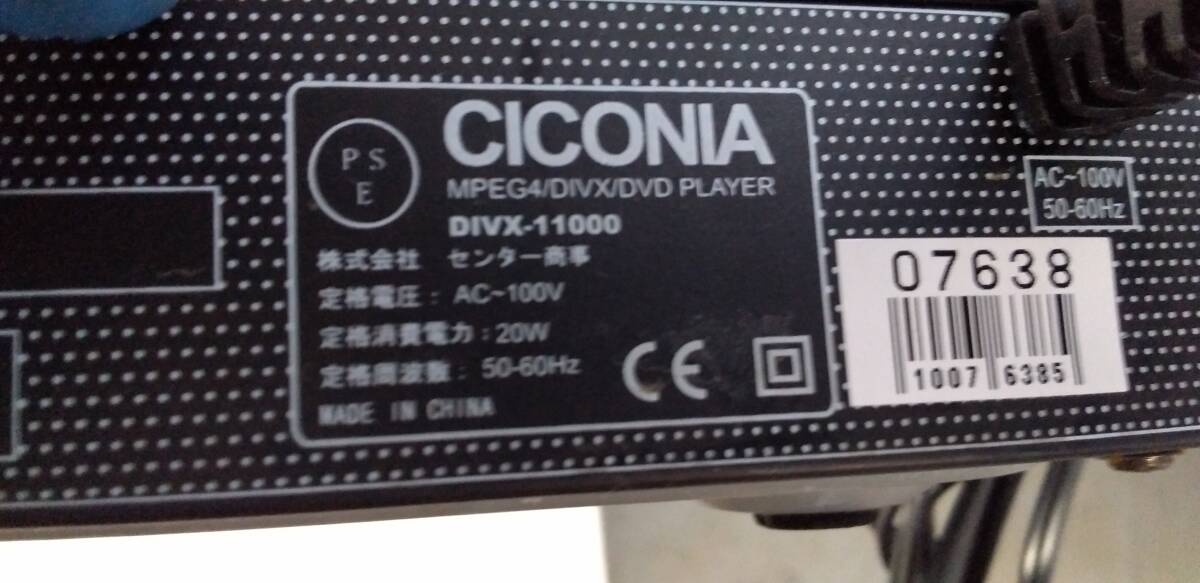 PS
E
CICONIA
MPEG4/DIVX/DVD PLAYER
DIVX-11000
株式会社 センター商事
定格電圧: AC~100V
定格消費電力:20W
定格周波数: 50-60Hz
MADE IN CHINA
CE
AC~100V
50-60Hz
07638
1007 6385